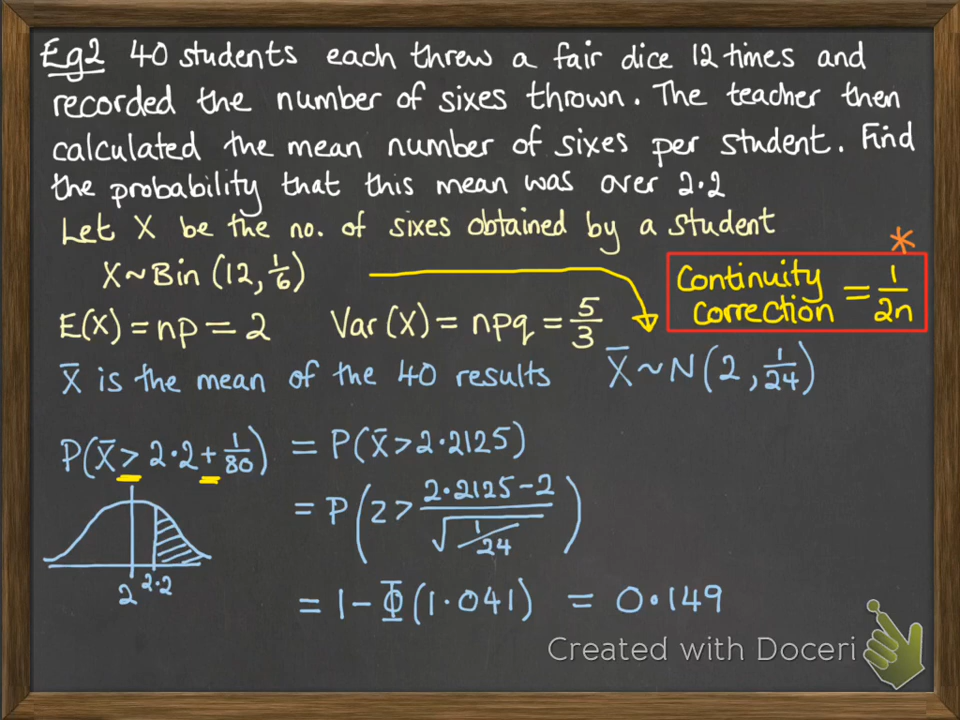 Eg2 40 students each threw a fair dice 12 times and
recorded the number of sixes thrown. The teacher then
calculated the mean number of sixes per student. Find
the probability that this mean was over 2.2
Let X be the no. of sixes obtained by a student
X~Bin (12, 1/6)
Continuity correction = 1/2n *
E(X) = np = 2 Var(X) = npq = 5/3
X̄ is the mean of the 40 results X̄~N(2, 1/24)
P(X̄ > 2.2 + 1/80) = P(X̄ > 2.2125)
= P(Z > (2.2125-2)/√(1/24))
2 2.2
= 1 - Φ(1.041) = 0.149
Created with Doceri